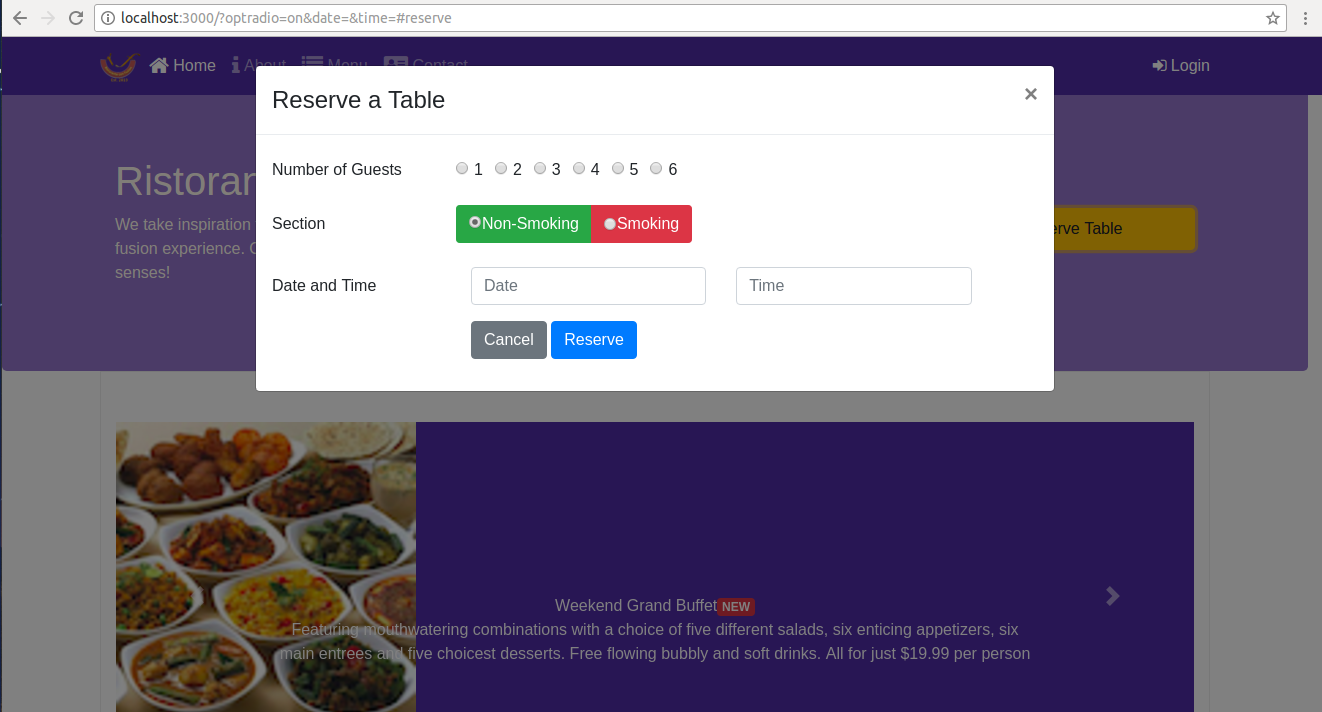 localhost:3000/?optradio=on&date=&time=#reserve
Home About Menu Contact Login
Reserve a Table ×
Number of Guests 1 2 3 4 5 6
Section Non-Smoking Smoking
Date and Time Date Time
Cancel Reserve
Ristoran
We take inspiration
fusion experience.
senses!
erve Table
Weekend Grand Buffet NEW
Featuring mouthwatering combinations with a choice of five different salads, six enticing appetizers, six
main entrees and five choicest desserts. Free flowing bubbly and soft drinks. All for just $19.99 per person